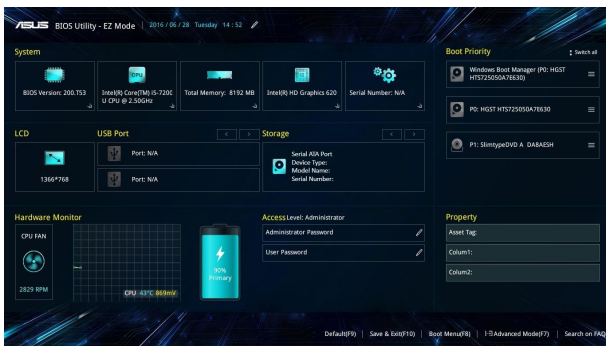 ASUS BIOS Utility - EZ Mode 2016 / 06 / 28 Tuesday 14 : 52
System
BIOS Version: 200.T53
CPU
Intel(R) Core(TM) i5-7200
U CPU @ 2.50GHz
Total Memory: 8192 MB
Intel(R) HD Graphics 620
Serial Number: N/A
Boot Priority
Switch all
Windows Boot Manager (P0: HGST
HTS725050A7E630)
P0: HGST HTS725050A7E630
P1: SlimtypeDVD A DA8AESH
LCD
1366*768
USB Port
Port: N/A
Port: N/A
Storage
Serial ATA Port
Device Type:
Model Name:
Serial Number:
Hardware Monitor
CPU FAN
2829 RPM
CPU 43°C 869mV
90%
Primary
Access Level: Administrator
Administrator Password
User Password
Property
Asset Tag:
Colum1:
Colum2:
Default(F9) | Save & Exit(F10) | Boot Menu(F8) | Advanced Mode(F7) | Search on FAQ